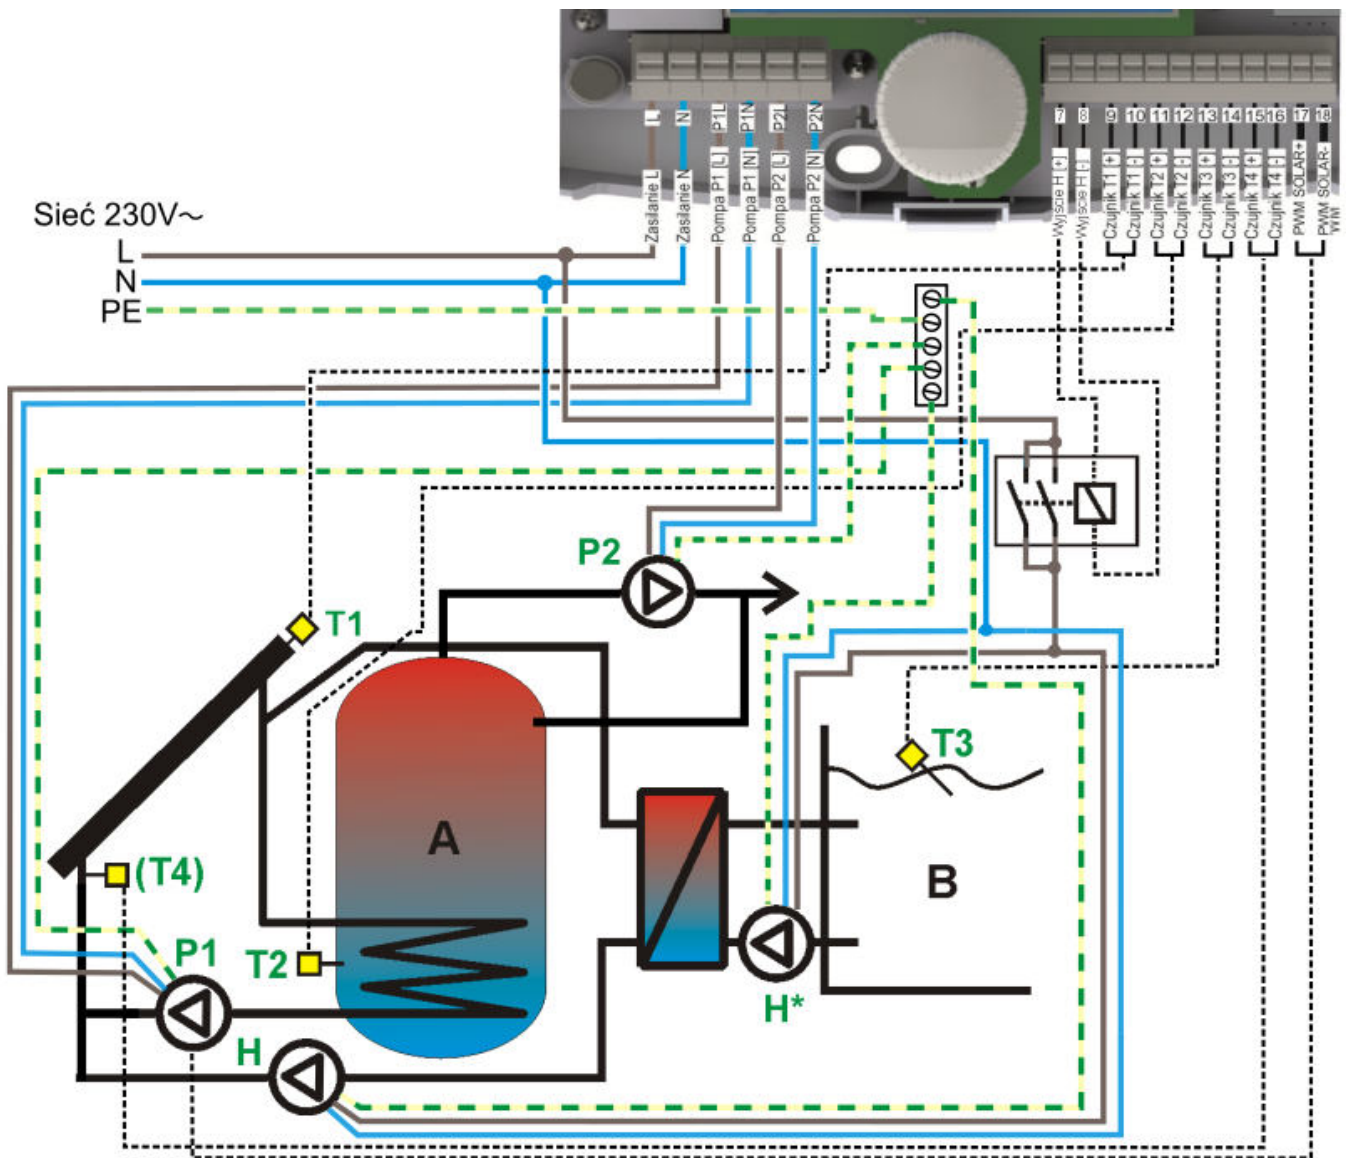 L
N
P1L
P1N
P2L
P2N
7
8
9
10
11
12
13
14
15
16
17
18
Zasilanie L
Zasilanie N
Pompa P1 [L]
Pompa P1 [N]
Pompa P2 [L]
Pompa P2 [N]
Wyjście H [+]
Wyjście H [-]
Czujnik T1 [+]
Czujnik T1 [-]
Czujnik T2 [+]
Czujnik T2 [-]
Czujnik T3 [+]
Czujnik T3 [-]
Czujnik T4 [+]
Czujnik T4 [-]
PWM SOLAR+
PWM SOLAR-
Sieć 230V~
L
N
PE
P2
T1
T3
A
(T4)
B
P1
T2
H*
H